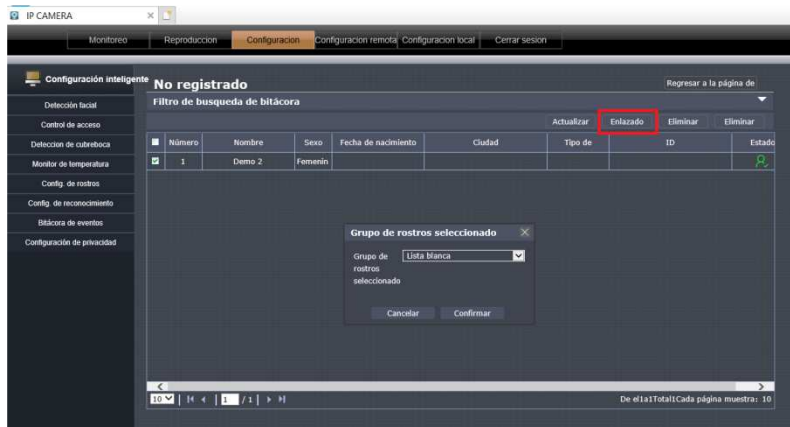 IP CAMERA
Monitoreo Reproduccion Configuracion Configuracion remota Configuracion local Cerrar sesion
Configuración inteligente
No registrado
Regresar a la página de
Filtro de busqueda de bitácora
Detección facial
Control de acceso
Deteccion de cubreboca
Monitor de temperatura
Config. de rostros
Config. de reconocimiento
Bitácora de eventos
Configuración de privacidad
Actualizar Enlazado Eliminar Eliminar
Número Nombre Sexo Fecha de nacimiento Ciudad Tipo de ID Estado
1 Demo 2 Femenin
Grupo de rostros seleccionado
Grupo de rostros seleccionado
Lista blanca
Cancelar Confirmar
10 1 / 1
De el1a1Total1Cada página muestra: 10